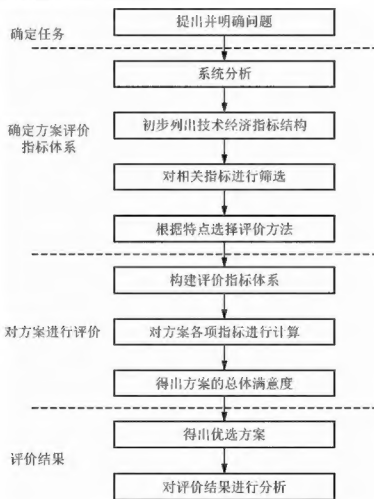 提出并明确问题
确定任务
系统分析
初步列出技术经济指标结构
确定方案评价
指标体系
对相关指标进行筛选
根据特点选择评价方法
构建评价指标体系
对方案进行评价
对方案各项指标进行计算
得出方案的总体满意度
得出优选方案
评价结果
对评价结果进行分析